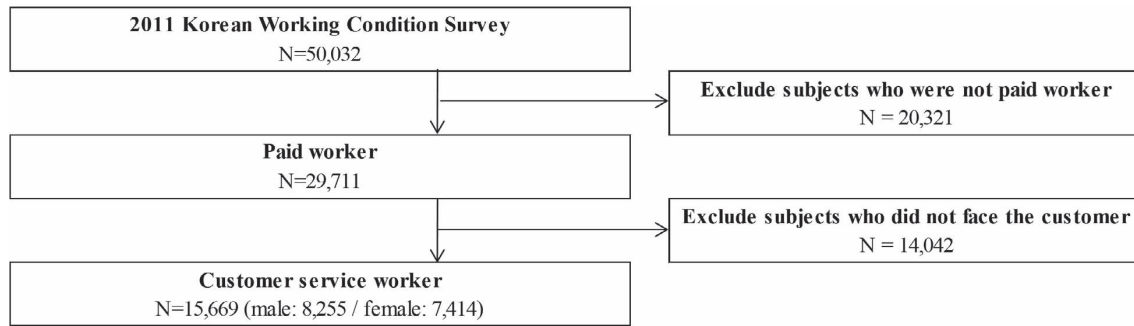 2011 Korean Working Condition Survey
N=50,032
Exclude subjects who were not paid worker
N = 20,321
Paid worker
N=29,711
Exclude subjects who did not face the customer
N = 14,042
Customer service worker
N=15,669 (male: 8,255 / female: 7,414)